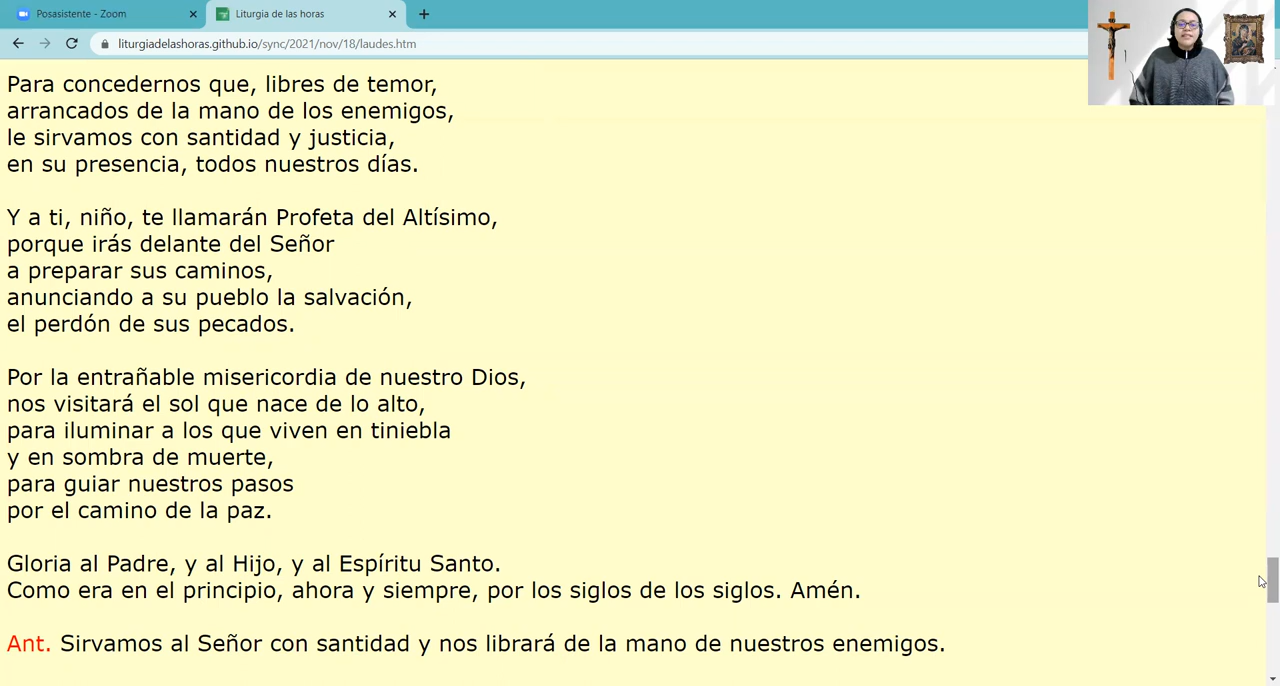 Posasistente - Zoom
Liturgia de las horas
liturgiadelashoras.github.io/sync/2021/nov/18/laudes.htm
Para concedernos que, libres de temor,
arrancados de la mano de los enemigos,
le sirvamos con santidad y justicia,
en su presencia, todos nuestros días.
Y a ti, niño, te llamarán Profeta del Altísimo,
porque irás delante del Señor
a preparar sus caminos,
anunciando a su pueblo la salvación,
el perdón de sus pecados.
Por la entrañable misericordia de nuestro Dios,
nos visitará el sol que nace de lo alto,
para iluminar a los que viven en tiniebla
y en sombra de muerte,
para guiar nuestros pasos
por el camino de la paz.
Gloria al Padre, y al Hijo, y al Espíritu Santo.
Como era en el principio, ahora y siempre, por los siglos de los siglos. Amén.
Ant. Sirvamos al Señor con santidad y nos librará de la mano de nuestros enemigos.